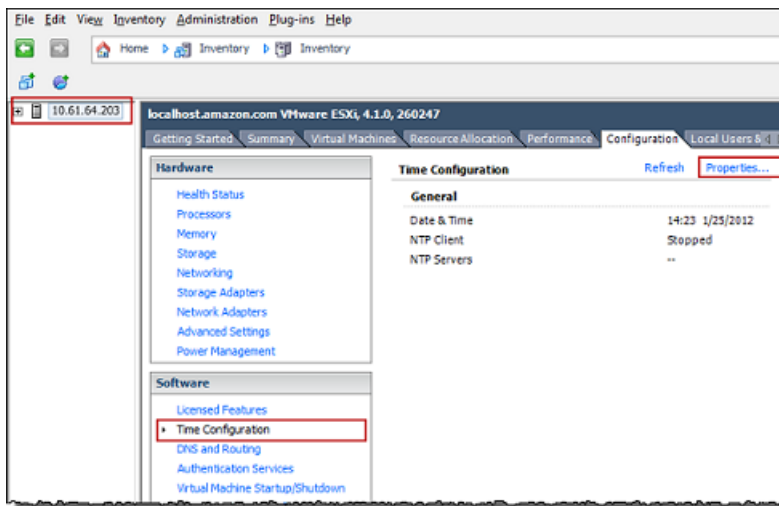 File Edit View Inventory Administration Plug-ins Help
Home Inventory Inventory
10.61.64.203
localhost.amazon.com VMware ESXi, 4.1.0, 260247
Getting Started Summary Virtual Machines Resource Allocation Performance Configuration Local Users &
Hardware
Health Status
Processors
Memory
Storage
Networking
Storage Adapters
Network Adapters
Advanced Settings
Power Management
Software
Licensed Features
Time Configuration
DNS and Routing
Authentication Services
Virtual Machine Startup/Shutdown
Time Configuration Refresh Properties...
General
Date & Time 14:23 1/25/2012
NTP Client Stopped
NTP Servers --